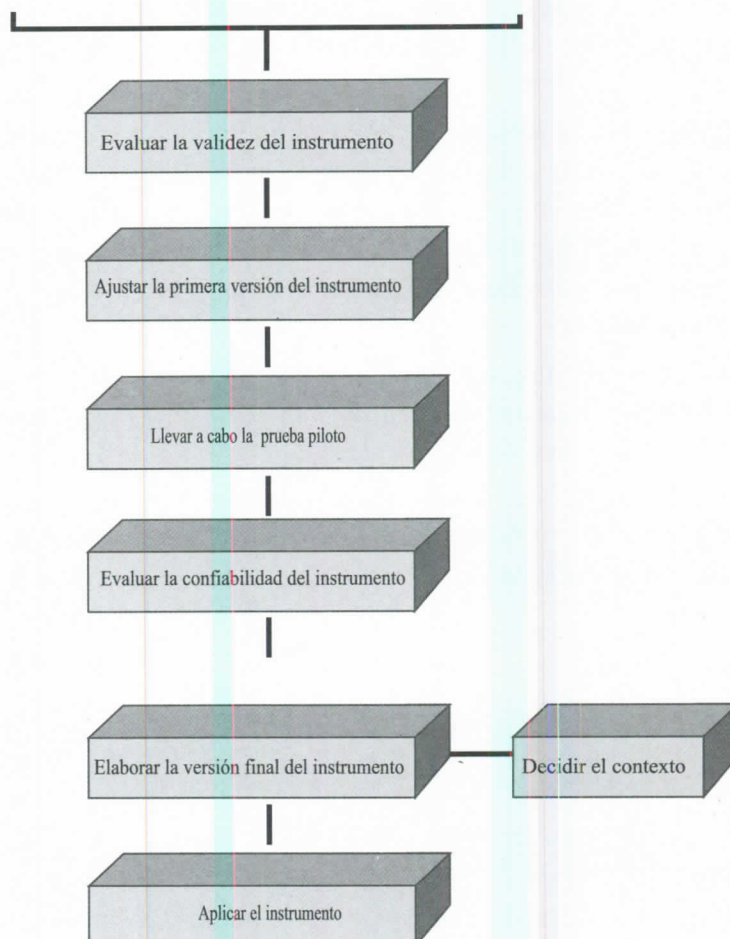 Evaluar la validez del instrumento
Ajustar la primera versión del instrumento
Llevar a cabo la prueba piloto
Evaluar la confiabilidad del instrumento
Elaborar la versión final del instrumento
Decidir el contexto
Aplicar el instrumento